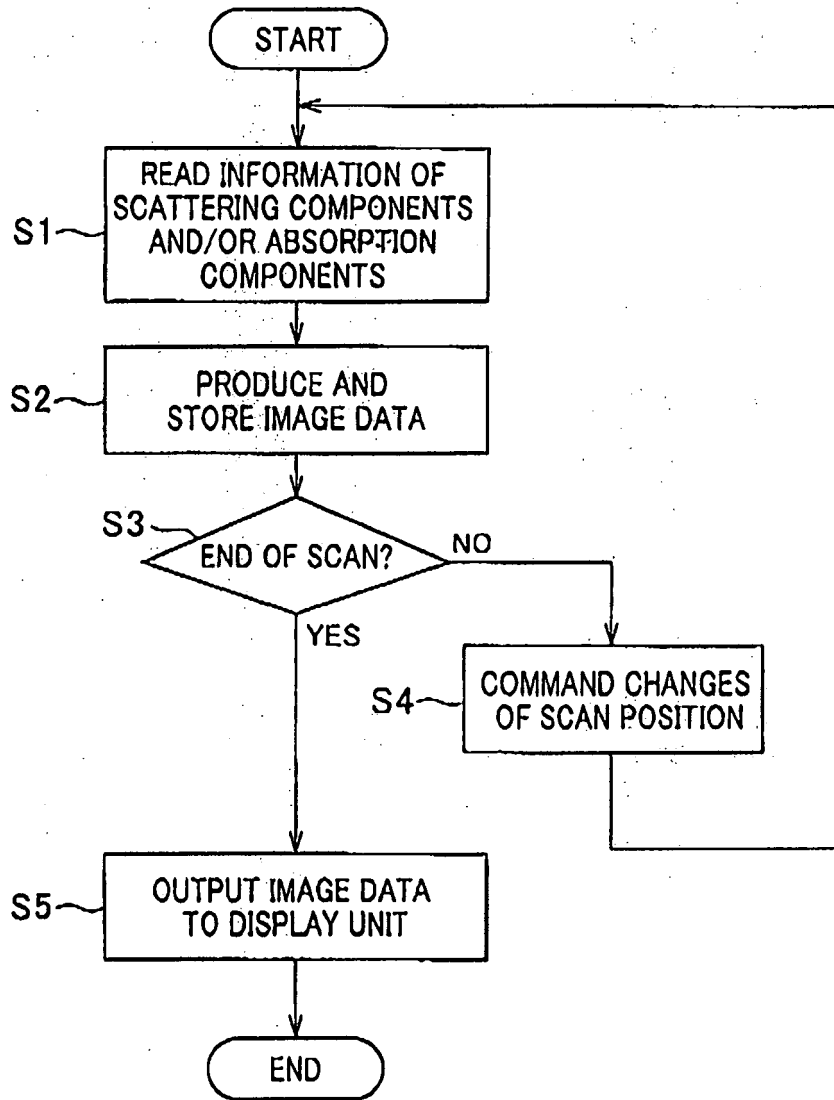 START
S1
READ INFORMATION OF
SCATTERING COMPONENTS
AND/OR ABSORPTION
COMPONENTS
S2
PRODUCE AND
STORE IMAGE DATA
S3
END OF SCAN?
NO
YES
S4
COMMAND CHANGES
OF SCAN POSITION
S5
OUTPUT IMAGE DATA
TO DISPLAY UNIT
END